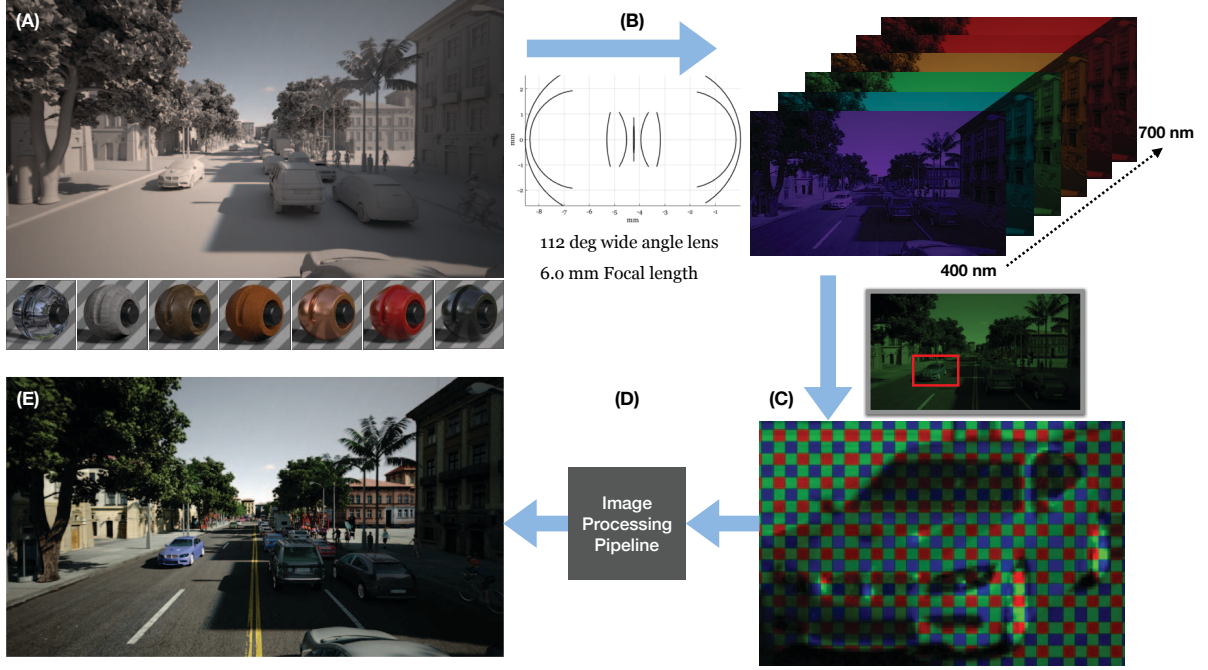 (A)
(B)
mm
2
1
0
-1
-2
-8
-7
-6
-5
-4
-3
-2
-1
mm
112 deg wide angle lens
6.0 mm Focal length
700 nm
400 nm
(C)
(D)
Image
Processing
Pipeline
(E)